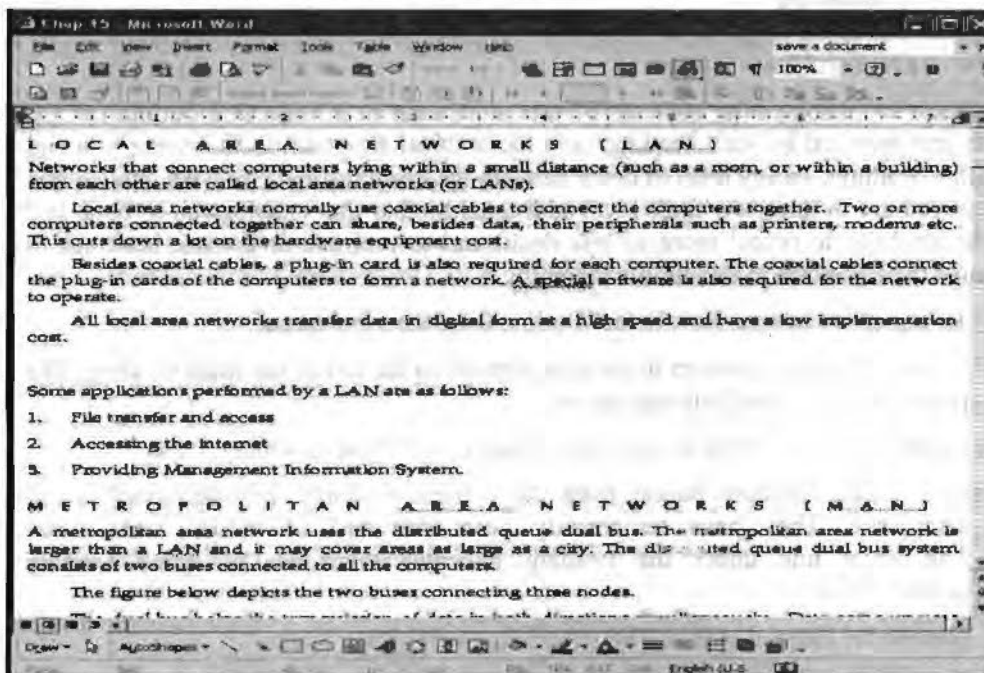 Chap 15 Microsoft Word
File Edit View Insert Format Tools Table Window Help save a document
100%
L O C A L A R E A N E T W O R K S ( L A N )
Networks that connect computers lying within a small distance (such as a room, or within a building)
from each other are called local area networks (or LANs).
Local area networks normally use coaxial cables to connect the computers together. Two or more
computers connected together can share, besides data, their peripherals such as printers, modems etc.
This cuts down a lot on the hardware equipment cost.
Besides coaxial cables, a plug-in card is also required for each computer. The coaxial cables connect
the plug-in cards of the computers to form a network. A special software is also required for the network
to operate.
All local area networks transfer data in digital form at a high speed and have a low implementation
cost.
Some applications performed by a LAN are as follows:
1. File transfer and access
2. Accessing the internet
3. Providing Management Information System.
M E T R O P O L I T A N A R E A N E T W O R K S ( M A N )
A metropolitan area network uses the distributed queue dual bus. The metropolitan area network is
larger than a LAN and it may cover areas as large as a city. The queue dual bus system
consists of two buses connected to all the computers.
The figure below depicts the two buses connecting three nodes.
Draw AutoShapes
English (U.S